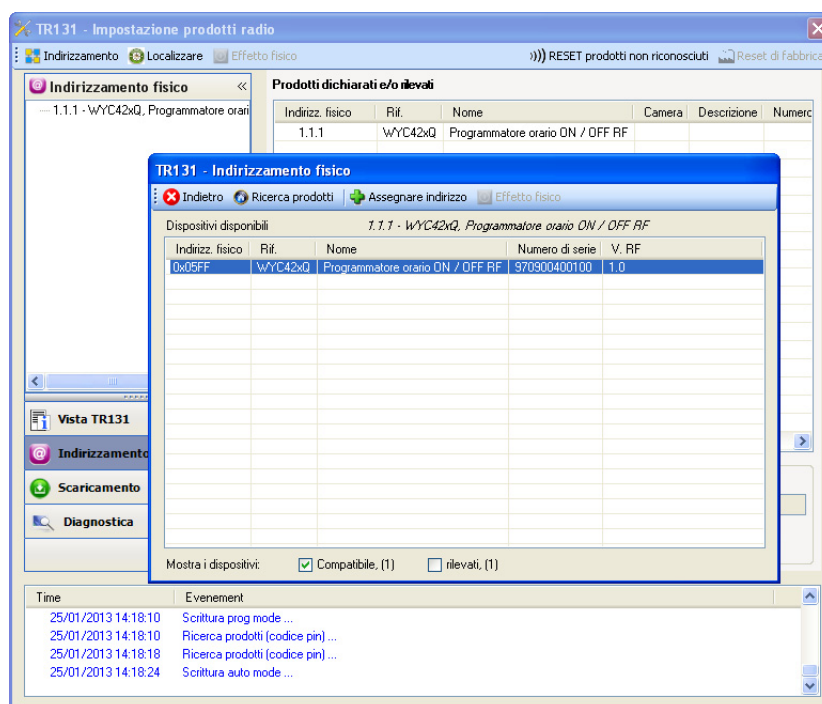 TR131 - Impostazione prodotti radio
Indirizzamento Localizzare Effetto fisico ))) RESET prodotti non riconosciuti Reset di fabbrica
Indirizzamento fisico «
1.1.1 - WYC42xQ, Programmatore orari
Prodotti dichiarati e/o rilevati
Indirizz. fisico Rif. Nome Camera Descrizione Numerc
1.1.1 WYC42xQ Programmatore orario ON / OFF RF
TR131 - Indirizzamento fisico
Indietro Ricerca prodotti Assegnare indirizzo Effetto fisico
Dispositivi disponibili 1.1.1 - WYC42xQ, Programmatore orario ON / OFF RF
Indirizz. fisico Rif. Nome Numero di serie V. RF
0x05FF WYC42xQ Programmatore orario ON / OFF RF 970900400100 1.0
Mostra i dispositivi: Compatibile, (1) rilevati, (1)
Vista TR131
Indirizzamento
Scaricamento
Diagnostica
Time Evenement
25/01/2013 14:18:10 Scrittura prog mode ...
25/01/2013 14:18:10 Ricerca prodotti (codice pin) ...
25/01/2013 14:18:18 Ricerca prodotti (codice pin) ...
25/01/2013 14:18:24 Scrittura auto mode ...